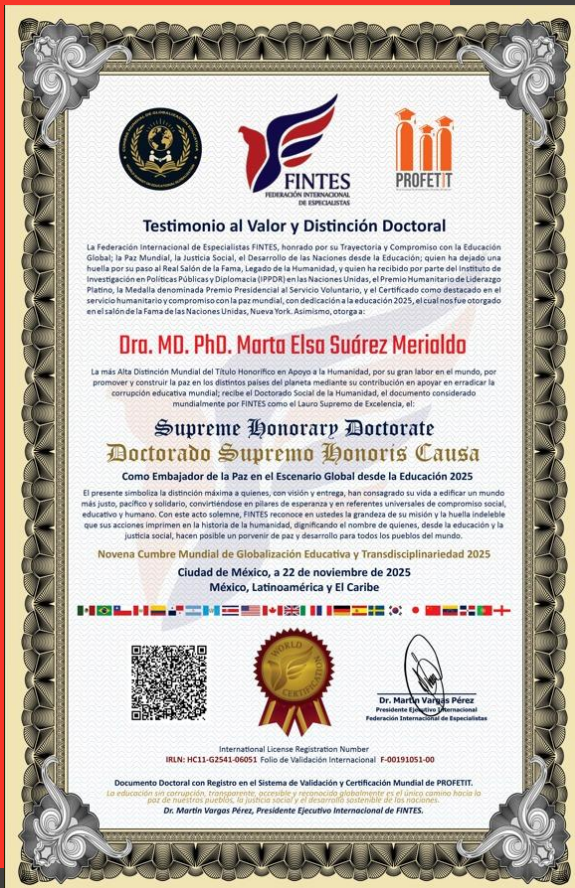 FINTES
FEDERACIÓN INTERNACIONAL
DE ESPECIALISTAS
PROFETIT
Testimonio al Valor y Distinción Doctoral
La Federación Internacional de Especialistas FINTES, honrado por su Trayectoria y Compromiso con la Educación
Global; la Paz Mundial, la Justicia Social, el Desarrollo de las Naciones desde la Educación; quien ha dejado una
huella por su paso al Real Salón de la Fama, Legado de la Humanidad, y quien ha recibido por parte del Instituto de
Investigación en Políticas Públicas y Diplomacia (IPPDR) en las Naciones Unidas, el Premio Humanitario de Liderazgo
Platino, la Medalla denominada Premio Presidencial al Servicio Voluntario, y el Certificado como destacado en el
servicio humanitario y compromiso con la paz mundial, con dedicación a la educación 2025, el cual nos fue otorgado
en el salón de la Fama de las Naciones Unidas, Nueva York. Asimismo, otorga a:
Dra. MD. PhD. Marta Elsa Suárez Merialdo
La más Alta Distinción Mundial del Título Honorífico en Apoyo a la Humanidad, por su gran labor en el mundo, por
promover y construir la paz en los distintos países del planeta mediante su contribución en apoyar en erradicar la
corrupción educativa mundial; recibe el Doctorado Social de la Humanidad, el documento considerado
mundialmente por FINTES como el Lauro Supremo de Excelencia, el:
Supreme Honorary Doctorate
Doctorado Supremo Honoris Causa
Como Embajador de la Paz en el Escenario Global desde la Educación 2025
El presente simboliza la distinción máxima a quienes, con visión y entrega, han consagrado su vida a edificar un mundo
más justo, pacífico y solidario, convirtiéndose en pilares de esperanza y en referentes universales de compromiso social,
educativo y humano. Con este acto solemne, FINTES reconoce en ustedes la grandeza de su misión y la huella indeleble
que sus acciones imprimen en la historia de la humanidad, dignificando el nombre de quienes, desde la educación y la
justicia social, hacen posible un porvenir de paz y desarrollo para todos los pueblos del mundo.
Novena Cumbre Mundial de Globalización Educativa y Transdisciplinariedad 2025
Ciudad de México, a 22 de noviembre de 2025
México, Latinoamérica y El Caribe
WORLD
CERTIFICATION
Dr. Martín Vargas Pérez
Presidente Ejecutivo Internacional
Federación Internacional de Especialistas
International License Registration Number
IRLN: HC11-G2541-06051 Folio de Validación Internacional F-00191051-00
Documento Doctoral con Registro en el Sistema de Validación y Certificación Mundial de PROFETIT.
La educación sin corrupción, transparente, accesible y reconocida globalmente es el único camino hacia la
paz de nuestros pueblos, la justicia social y el desarrollo sostenible de las naciones.
Dr. Martín Vargas Pérez, Presidente Ejecutivo Internacional de FINTES.